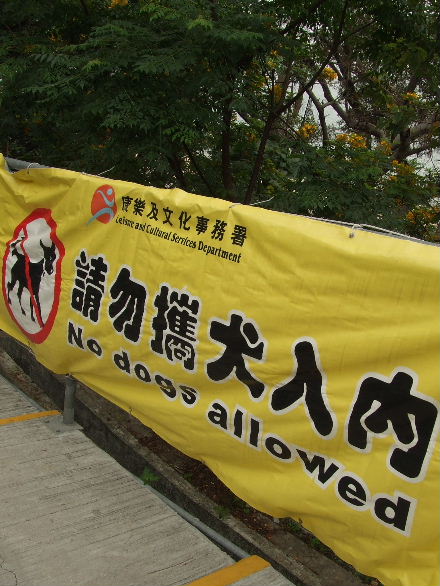 康樂及文化事務署
Leisure and Cultural Services Department
請勿攜犬入內
No dogs allowed